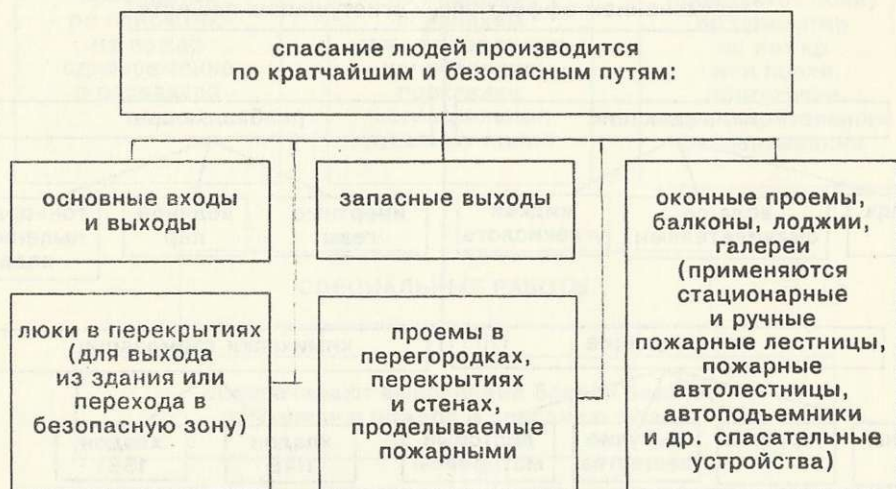 спасание людей производится
по кратчайшим и безопасным путям:
основные входы
и выходы
запасные выходы
оконные проемы,
балконы, лоджии,
галереи
(применяются
стационарные
и ручные
пожарные лестницы,
пожарные
автолестницы,
автоподъемники
и др. спасательные
устройства)
люки в перекрытиях
(для выхода
из здания или
перехода в
безопасную зону)
проемы в
перегородках,
перекрытиях
и стенах,
проделываемые
пожарными